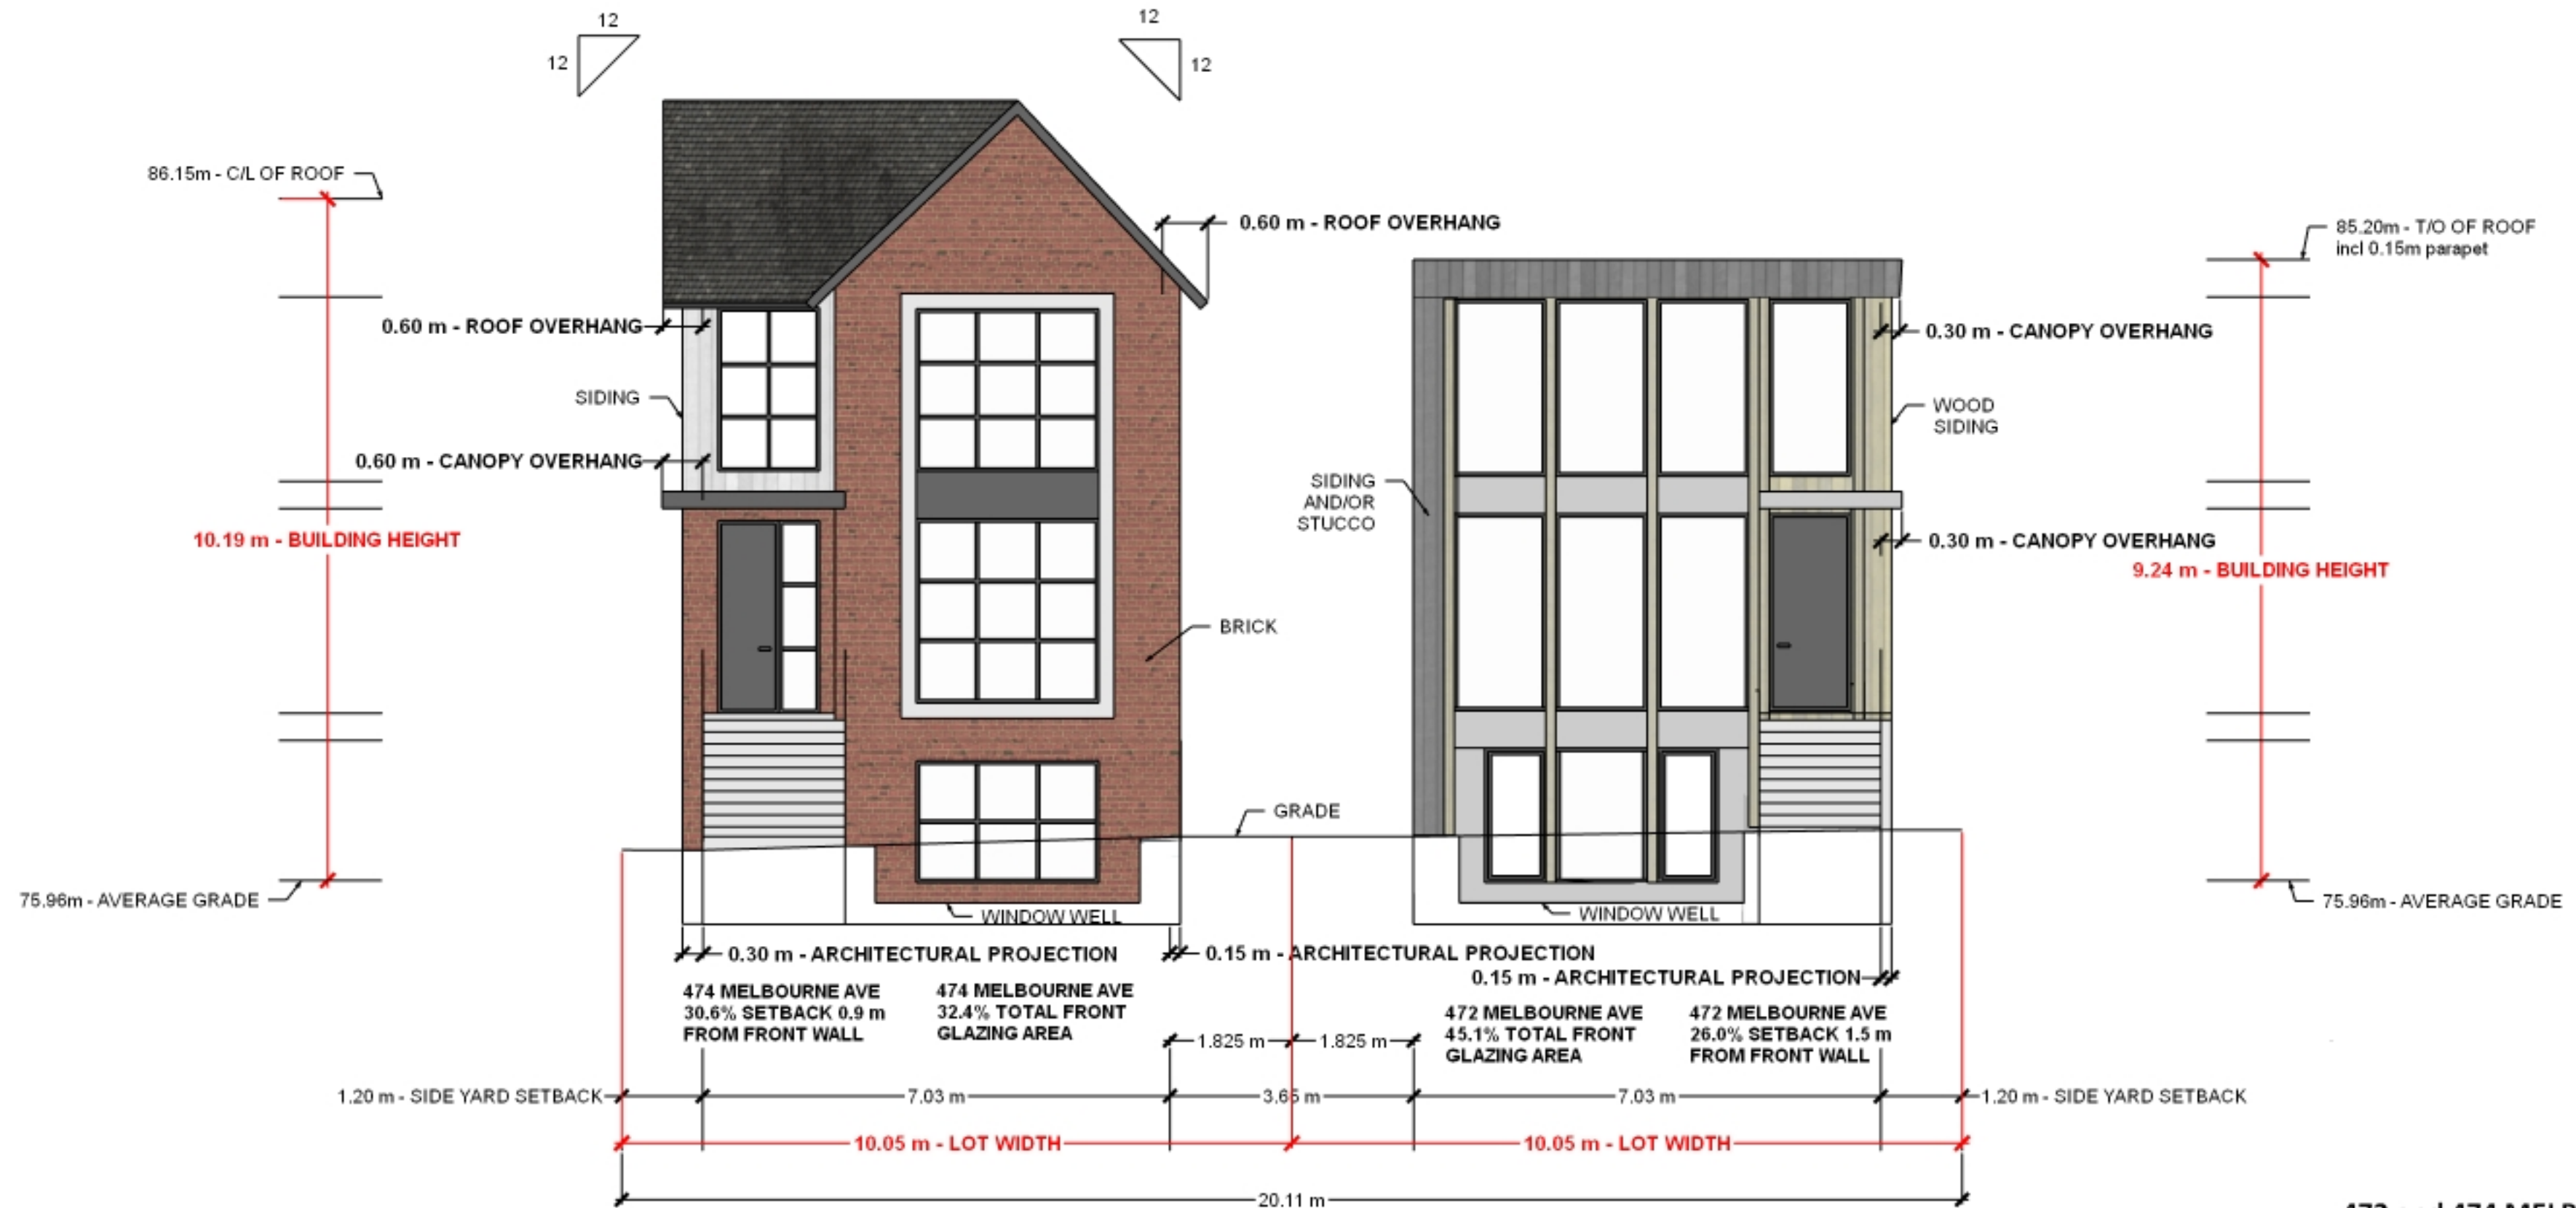 12
12
12
12
86.15m - C/L OF ROOF
0.60 m - ROOF OVERHANG
85.20m - T/O OF ROOF
incl 0.15m parapet
0.60 m - ROOF OVERHANG
0.30 m - CANOPY OVERHANG
SIDING
WOOD
SIDING
0.60 m - CANOPY OVERHANG
SIDING
AND/OR
STUCCO
10.19 m - BUILDING HEIGHT
0.30 m - CANOPY OVERHANG
9.24 m - BUILDING HEIGHT
BRICK
GRADE
75.96m - AVERAGE GRADE
WINDOW WELL
WINDOW WELL
75.96m - AVERAGE GRADE
0.30 m - ARCHITECTURAL PROJECTION
0.15 m - ARCHITECTURAL PROJECTION
0.15 m - ARCHITECTURAL PROJECTION
474 MELBOURNE AVE
30.6% SETBACK 0.9 m
FROM FRONT WALL
474 MELBOURNE AVE
32.4% TOTAL FRONT
GLAZING AREA
472 MELBOURNE AVE
45.1% TOTAL FRONT
GLAZING AREA
472 MELBOURNE AVE
26.0% SETBACK 1.5 m
FROM FRONT WALL
1.825 m
1.825 m
1.20 m - SIDE YARD SETBACK
7.03 m
3.65 m
7.03 m
1.20 m - SIDE YARD SETBACK
10.05 m - LOT WIDTH
10.05 m - LOT WIDTH
20.11 m